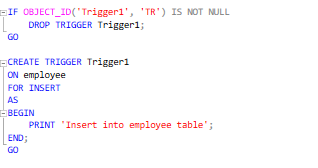 IF OBJECT_ID('Trigger1', 'TR') IS NOT NULL
DROP TRIGGER Trigger1;
GO
CREATE TRIGGER Trigger1
ON employee
FOR INSERT
AS
BEGIN
PRINT 'Insert into employee table';
END;
GO